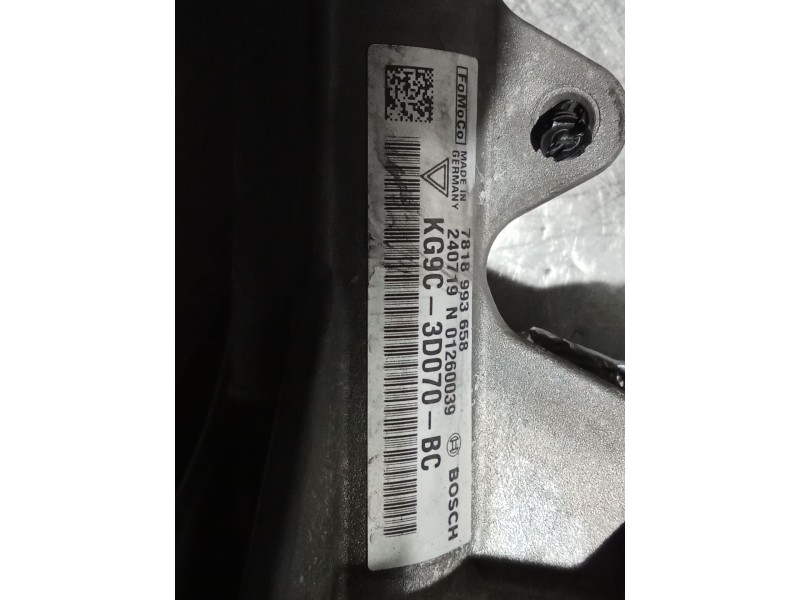 FoMoCo
MADE IN
GERMANY
7818 993 658
240719 N 01260039
BOSCH
KG9C-3D070-BC